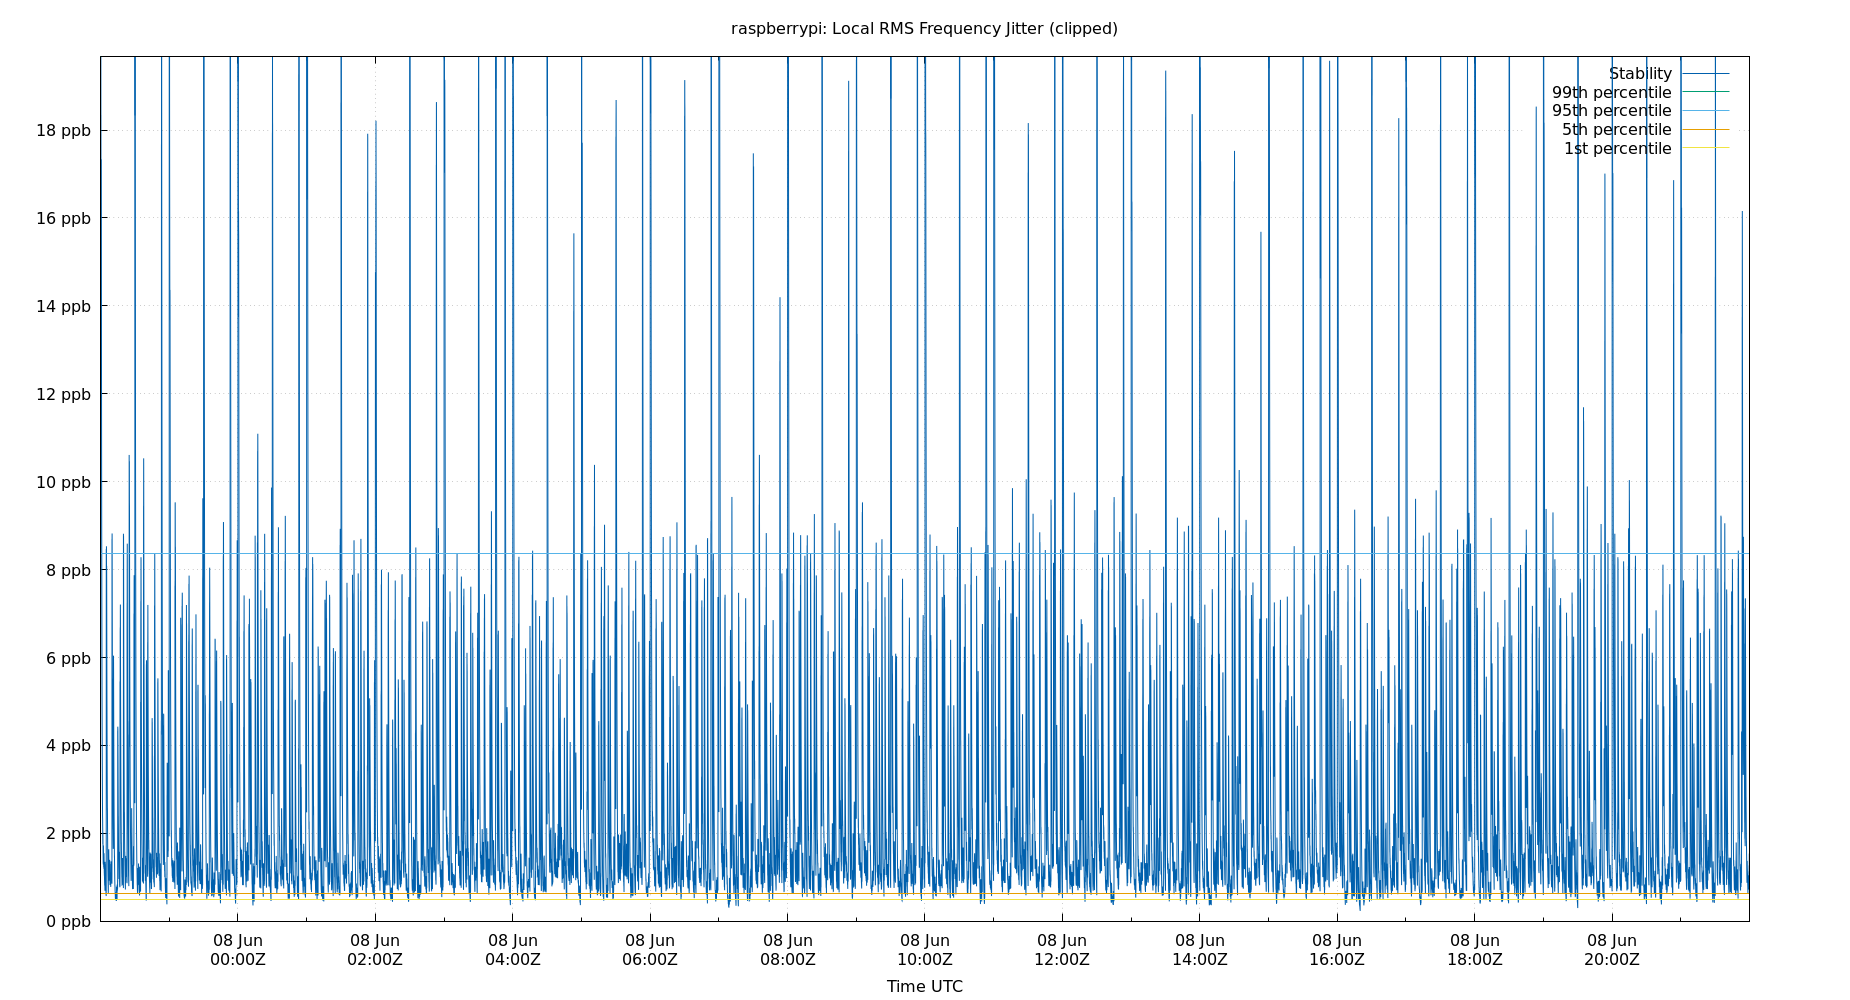 raspberrypi: Local RMS Frequency Jitter (clipped)
Stability
99th percentile
95th percentile
5th percentile
1st percentile
18 ppb
16 ppb
14 ppb
12 ppb
10 ppb
8 ppb
6 ppb
4 ppb
2 ppb
0 ppb
08 Jun 08 Jun 08 Jun 08 Jun 08 Jun 08 Jun 08 Jun 08 Jun 08 Jun 08 Jun 08 Jun
00:00Z 02:00Z 04:00Z 06:00Z 08:00Z 10:00Z 12:00Z 14:00Z 16:00Z 18:00Z 20:00Z
Time UTC